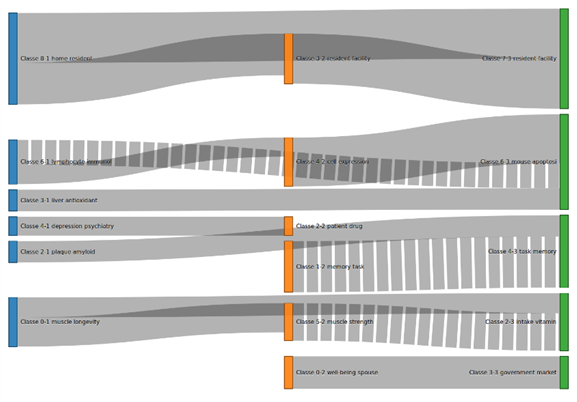 Classe 8-1 home resident
Classe 3-2 resident facility
Classe 7-3 resident facility
Classe 6-1 lymphocyte
Classe 4-2 cell expression
Classe 6-3 mouse apoptosi
Classe 3-1 liver antioxidant
Classe 4-1 depression psychiatry
Classe 2-2 patient drug
Classe 2-1 plaque amyloid
Classe 4-3 task memory
Classe 1-2 memory task
Classe 0-1 muscle longevity
Classe 5-2 muscle strength
Classe 2-3 intake vitamin
Classe 0-2 well-being spouse
Classe 3-3 government market